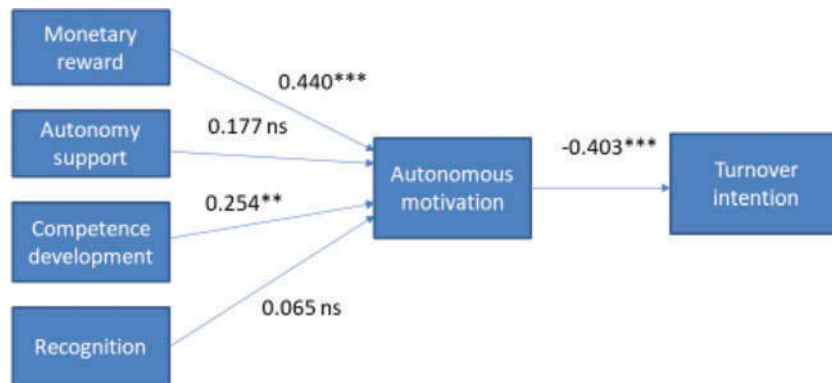 Monetary
reward
0.440***
Autonomy
support
0.177 ns
Competence
development
0.254**
Recognition
0.065 ns
Autonomous
motivation
-0.403***
Turnover
intention